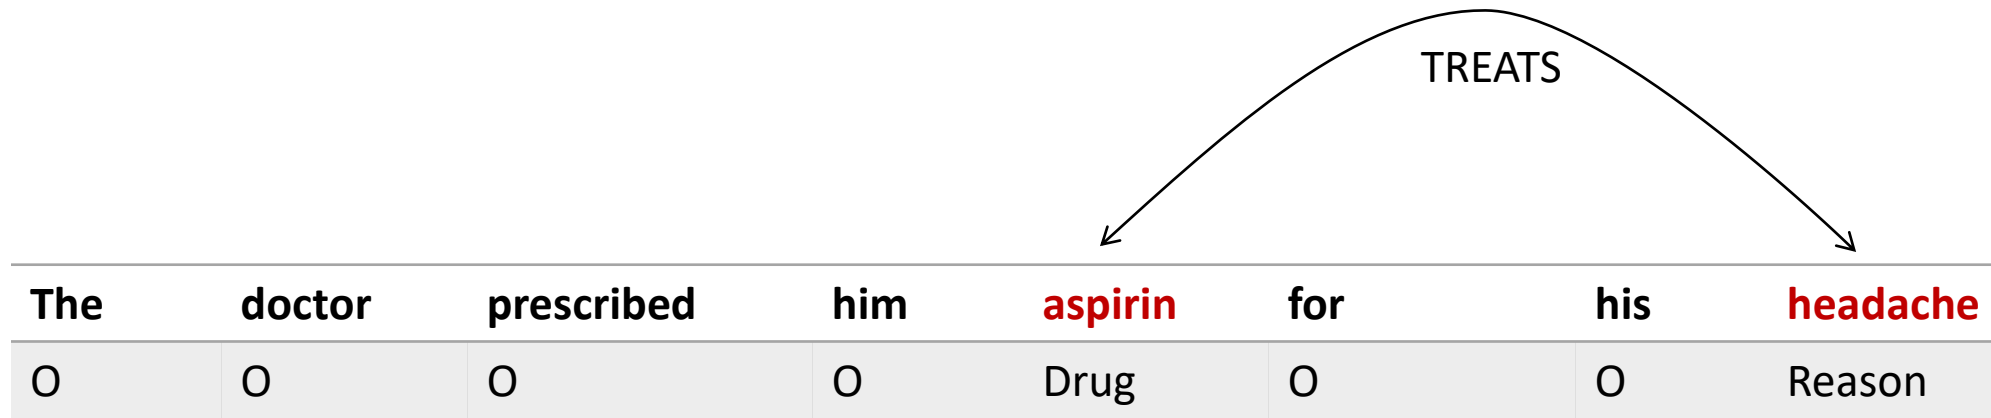 TREATS
The doctor prescribed him aspirin for his headache
O O O O Drug O O Reason